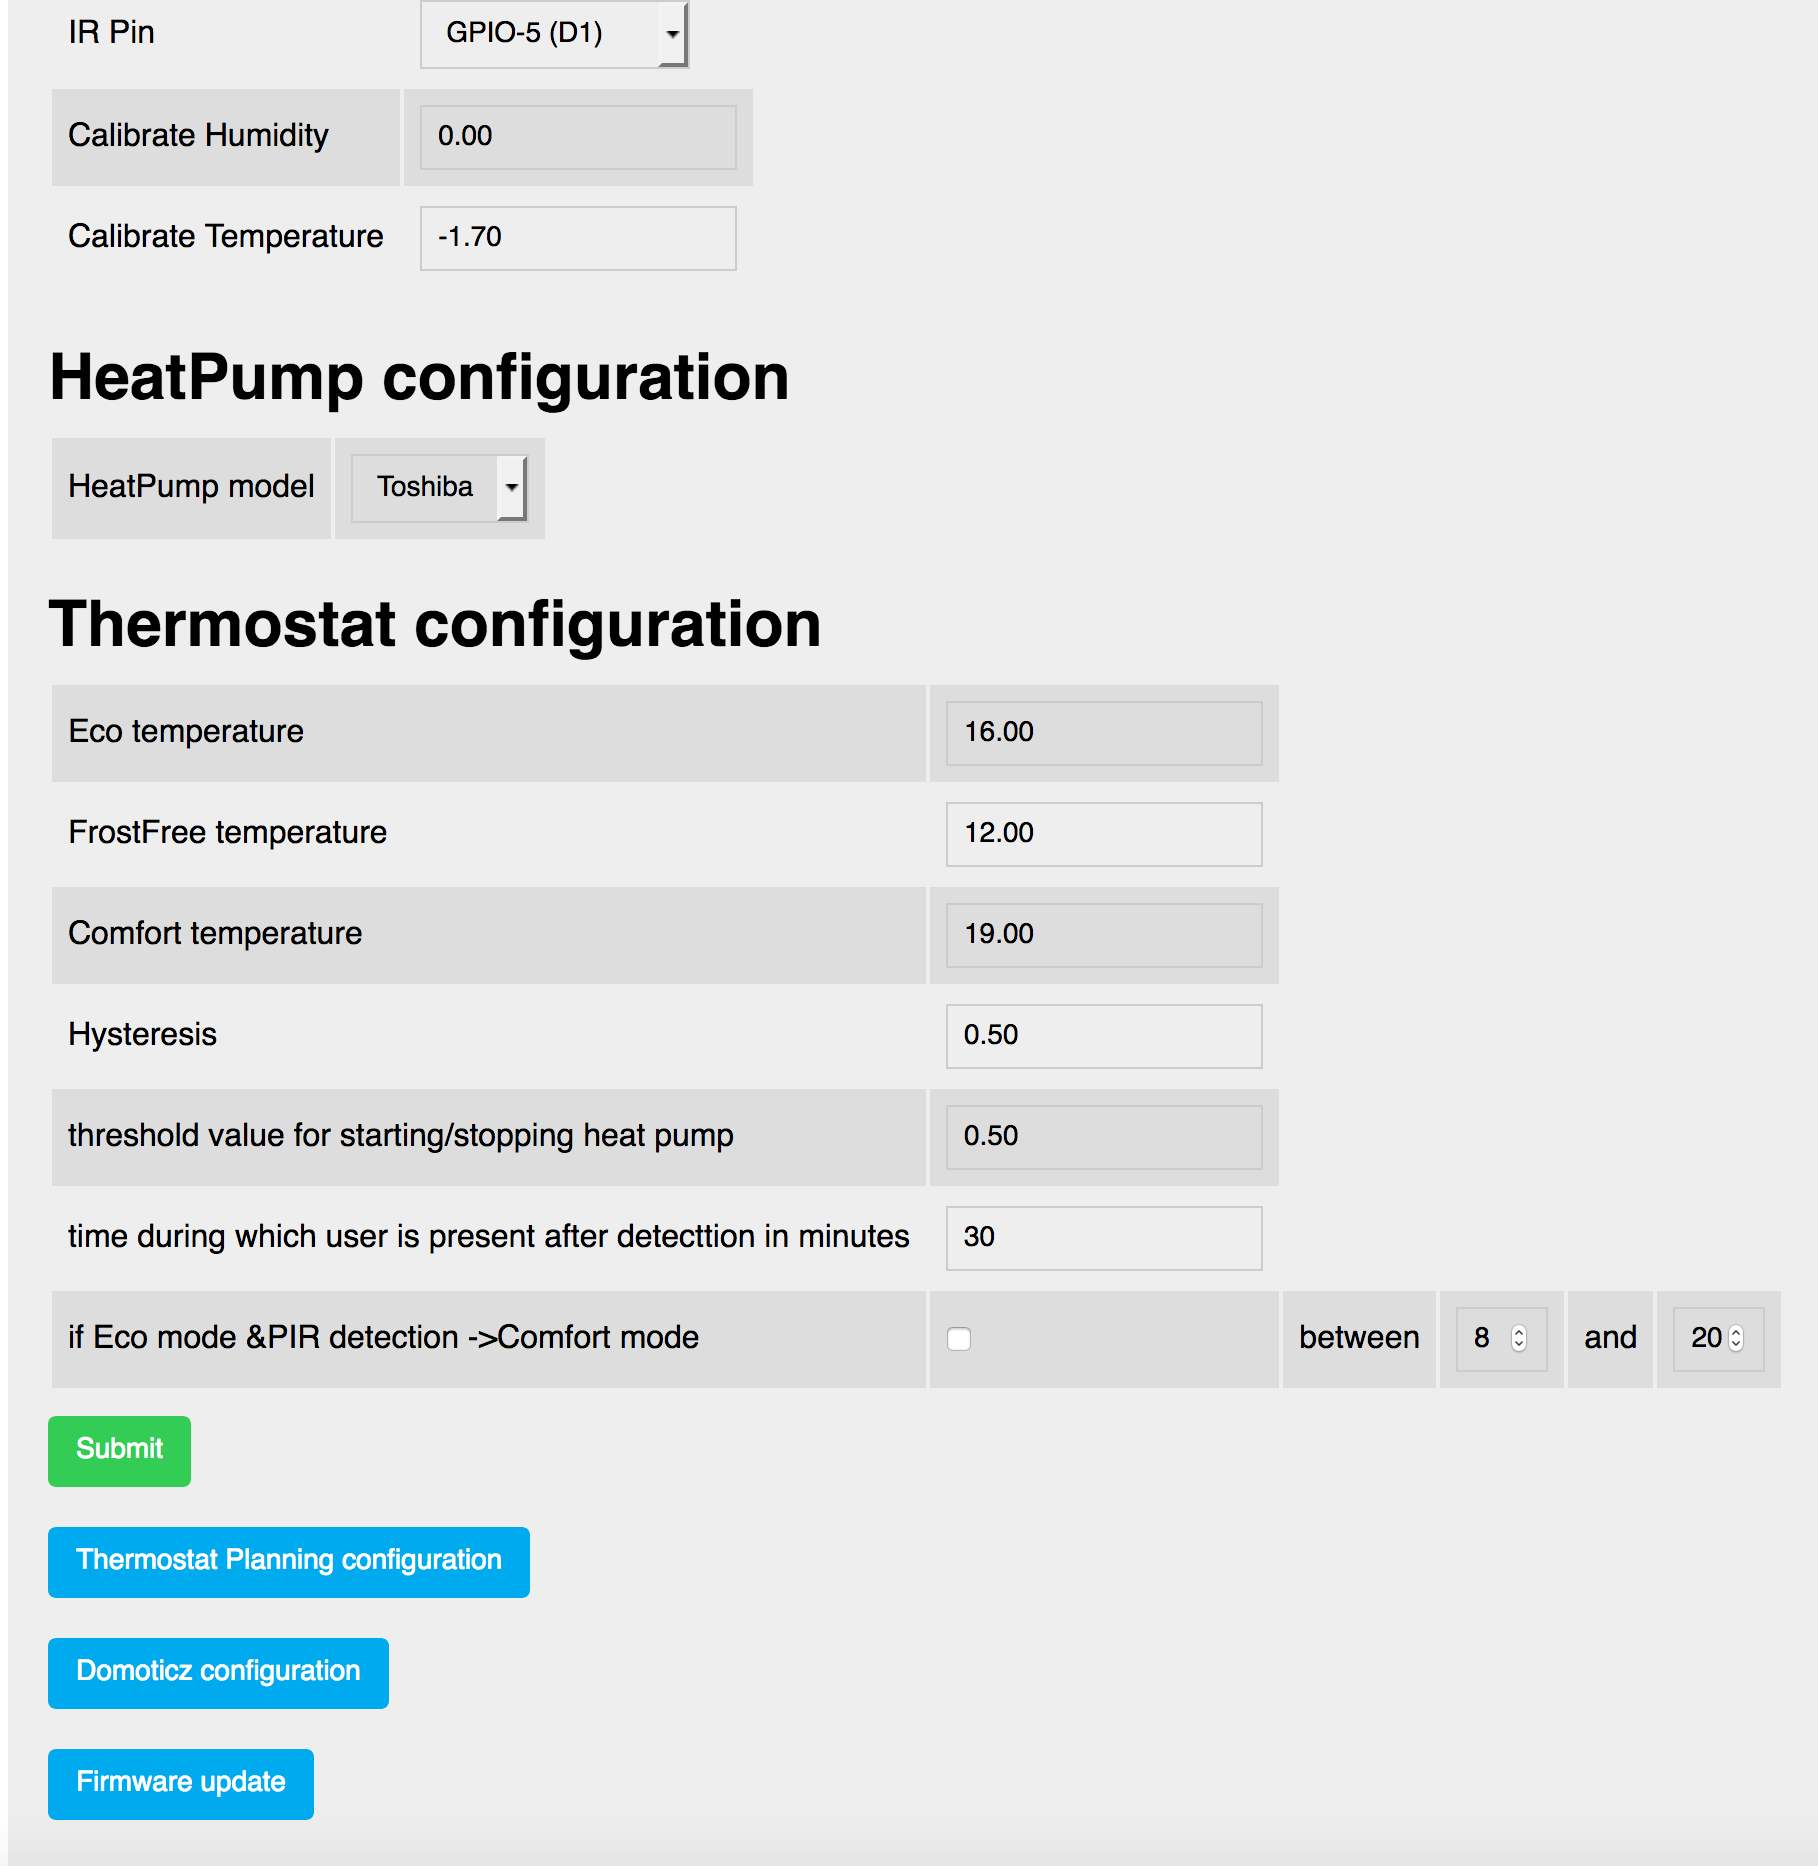 IR Pin GPIO-5 (D1)
Calibrate Humidity 0.00
Calibrate Temperature -1.70
HeatPump configuration
HeatPump model Toshiba
Thermostat configuration
Eco temperature 16.00
FrostFree temperature 12.00
Comfort temperature 19.00
Hysteresis 0.50
threshold value for starting/stopping heat pump 0.50
time during which user is present after detecttion in minutes 30
if Eco mode &PIR detection ->Comfort mode between 8 and 20
Submit
Thermostat Planning configuration
Domoticz configuration
Firmware update